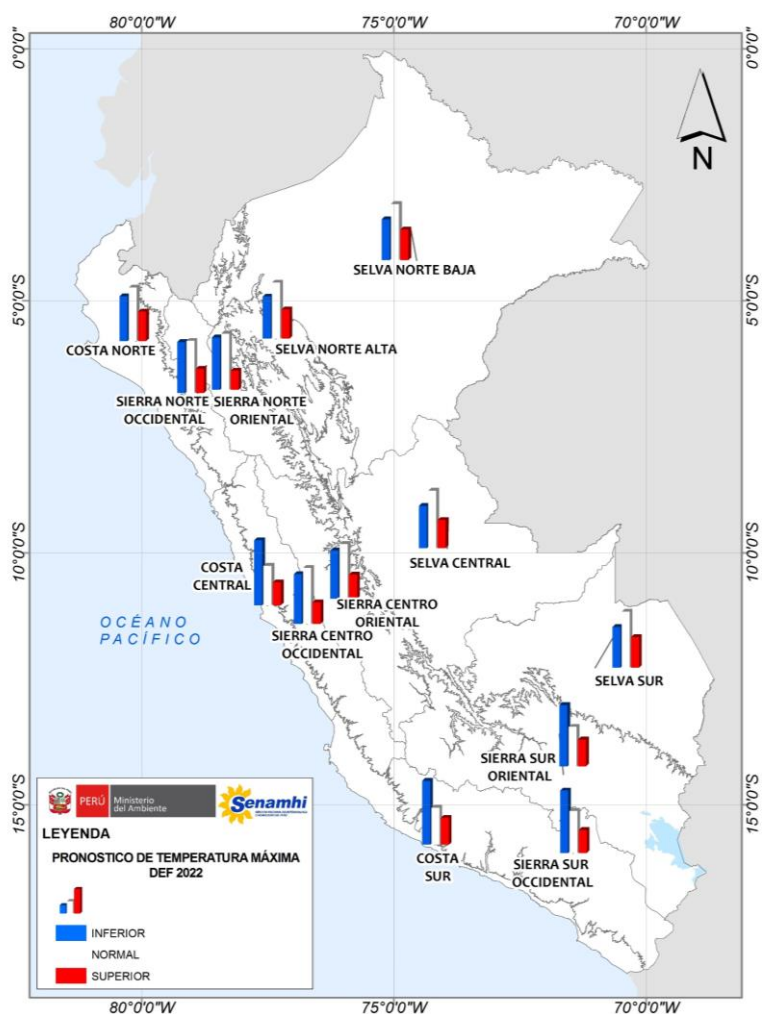 80°0'0"W 75°0'0"W 70°0'0"W
0°0'0" 0°0'0"
SELVA NORTE BAJA
5°0'0"S 5°0'0"S
COSTA NORTE
SELVA NORTE ALTA
SIERRA NORTE
OCCIDENTAL
SIERRA NORTE
ORIENTAL
N
10°0'0"S 10°0'0"S
SELVA CENTRAL
COSTA
CENTRAL
SIERRA CENTRO
ORIENTAL
SIERRA CENTRO
OCCIDENTAL
OCÉANO
PACÍFICO
SELVA SUR
SIERRA SUR
ORIENTAL
15°0'0"S 15°0'0"S
COSTA
SUR
SIERRA SUR
OCCIDENTAL
PERÚ
Ministerio
del Ambiente
Senamhi
LEYENDA
PRONOSTICO DE TEMPERATURA MÁXIMA
DEF 2022
INFERIOR
NORMAL
SUPERIOR
80°0'0"W 75°0'0"W 70°0'0"W